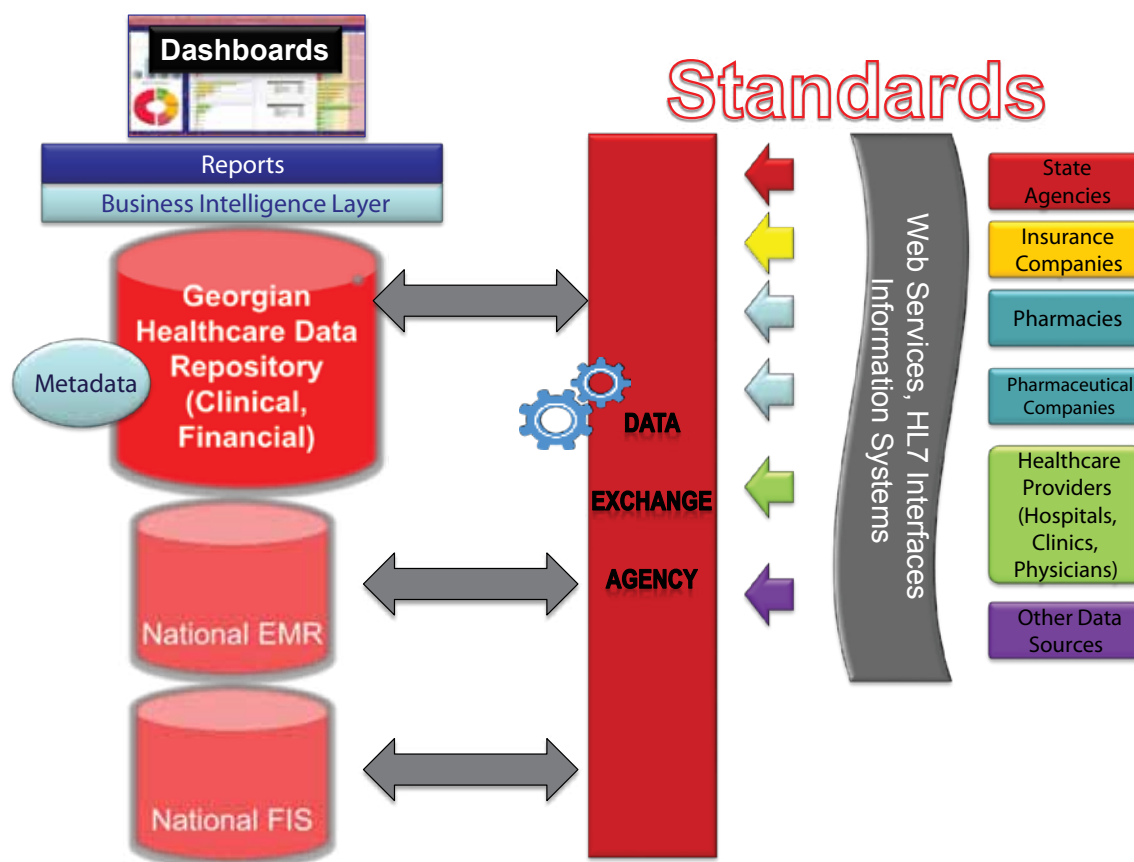 Dashboards
Standards
Reports
Business Intelligence Layer
Georgian
Healthcare Data
Repository
(Clinical,
Financial)
Metadata
National EMR
National FIS
DATA
EXCHANGE
AGENCY
Web Services, HL7 Interfaces
Information Systems
State
Agencies
Insurance
Companies
Pharmacies
Pharmaceutical
Companies
Healthcare
Providers
(Hospitals,
Clinics,
Physicians)
Other Data
Sources